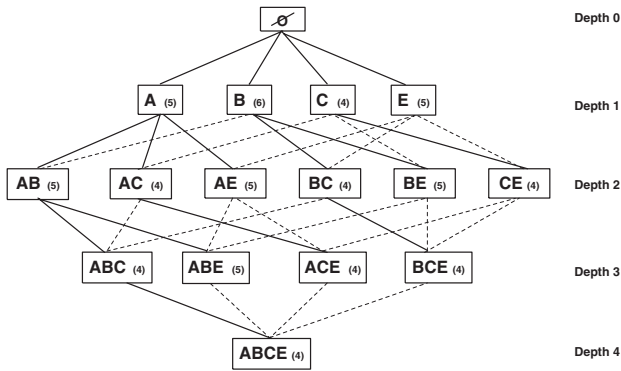 Ø Depth 0
A (5) B (6) C (4) E (5) Depth 1
AB (5) AC (4) AE (5) BC (4) BE (5) CE (4) Depth 2
ABC (4) ABE (5) ACE (4) BCE (4) Depth 3
ABCE (4) Depth 4